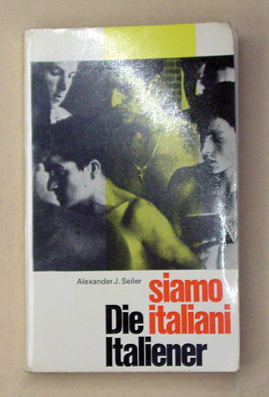 Alexander J. Seiler
siamo
Die italiani
Italiener